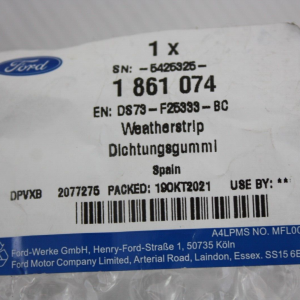 1 x
Ford
SN: -5425325-
1 861 074
EN: DS73-F25333-BC
Weatherstrip
Dichtungsgummi
Spain
DPVXB 2077275 PACKED: 19OKT2021 USE BY: **
A4LPMS NO. MFL00
Ford-Werke GmbH, Henry-Ford-Straße 1, 50735 Köln
Ford Motor Company Limited, Arterial Road, Laindon, Essex. SS15 6E